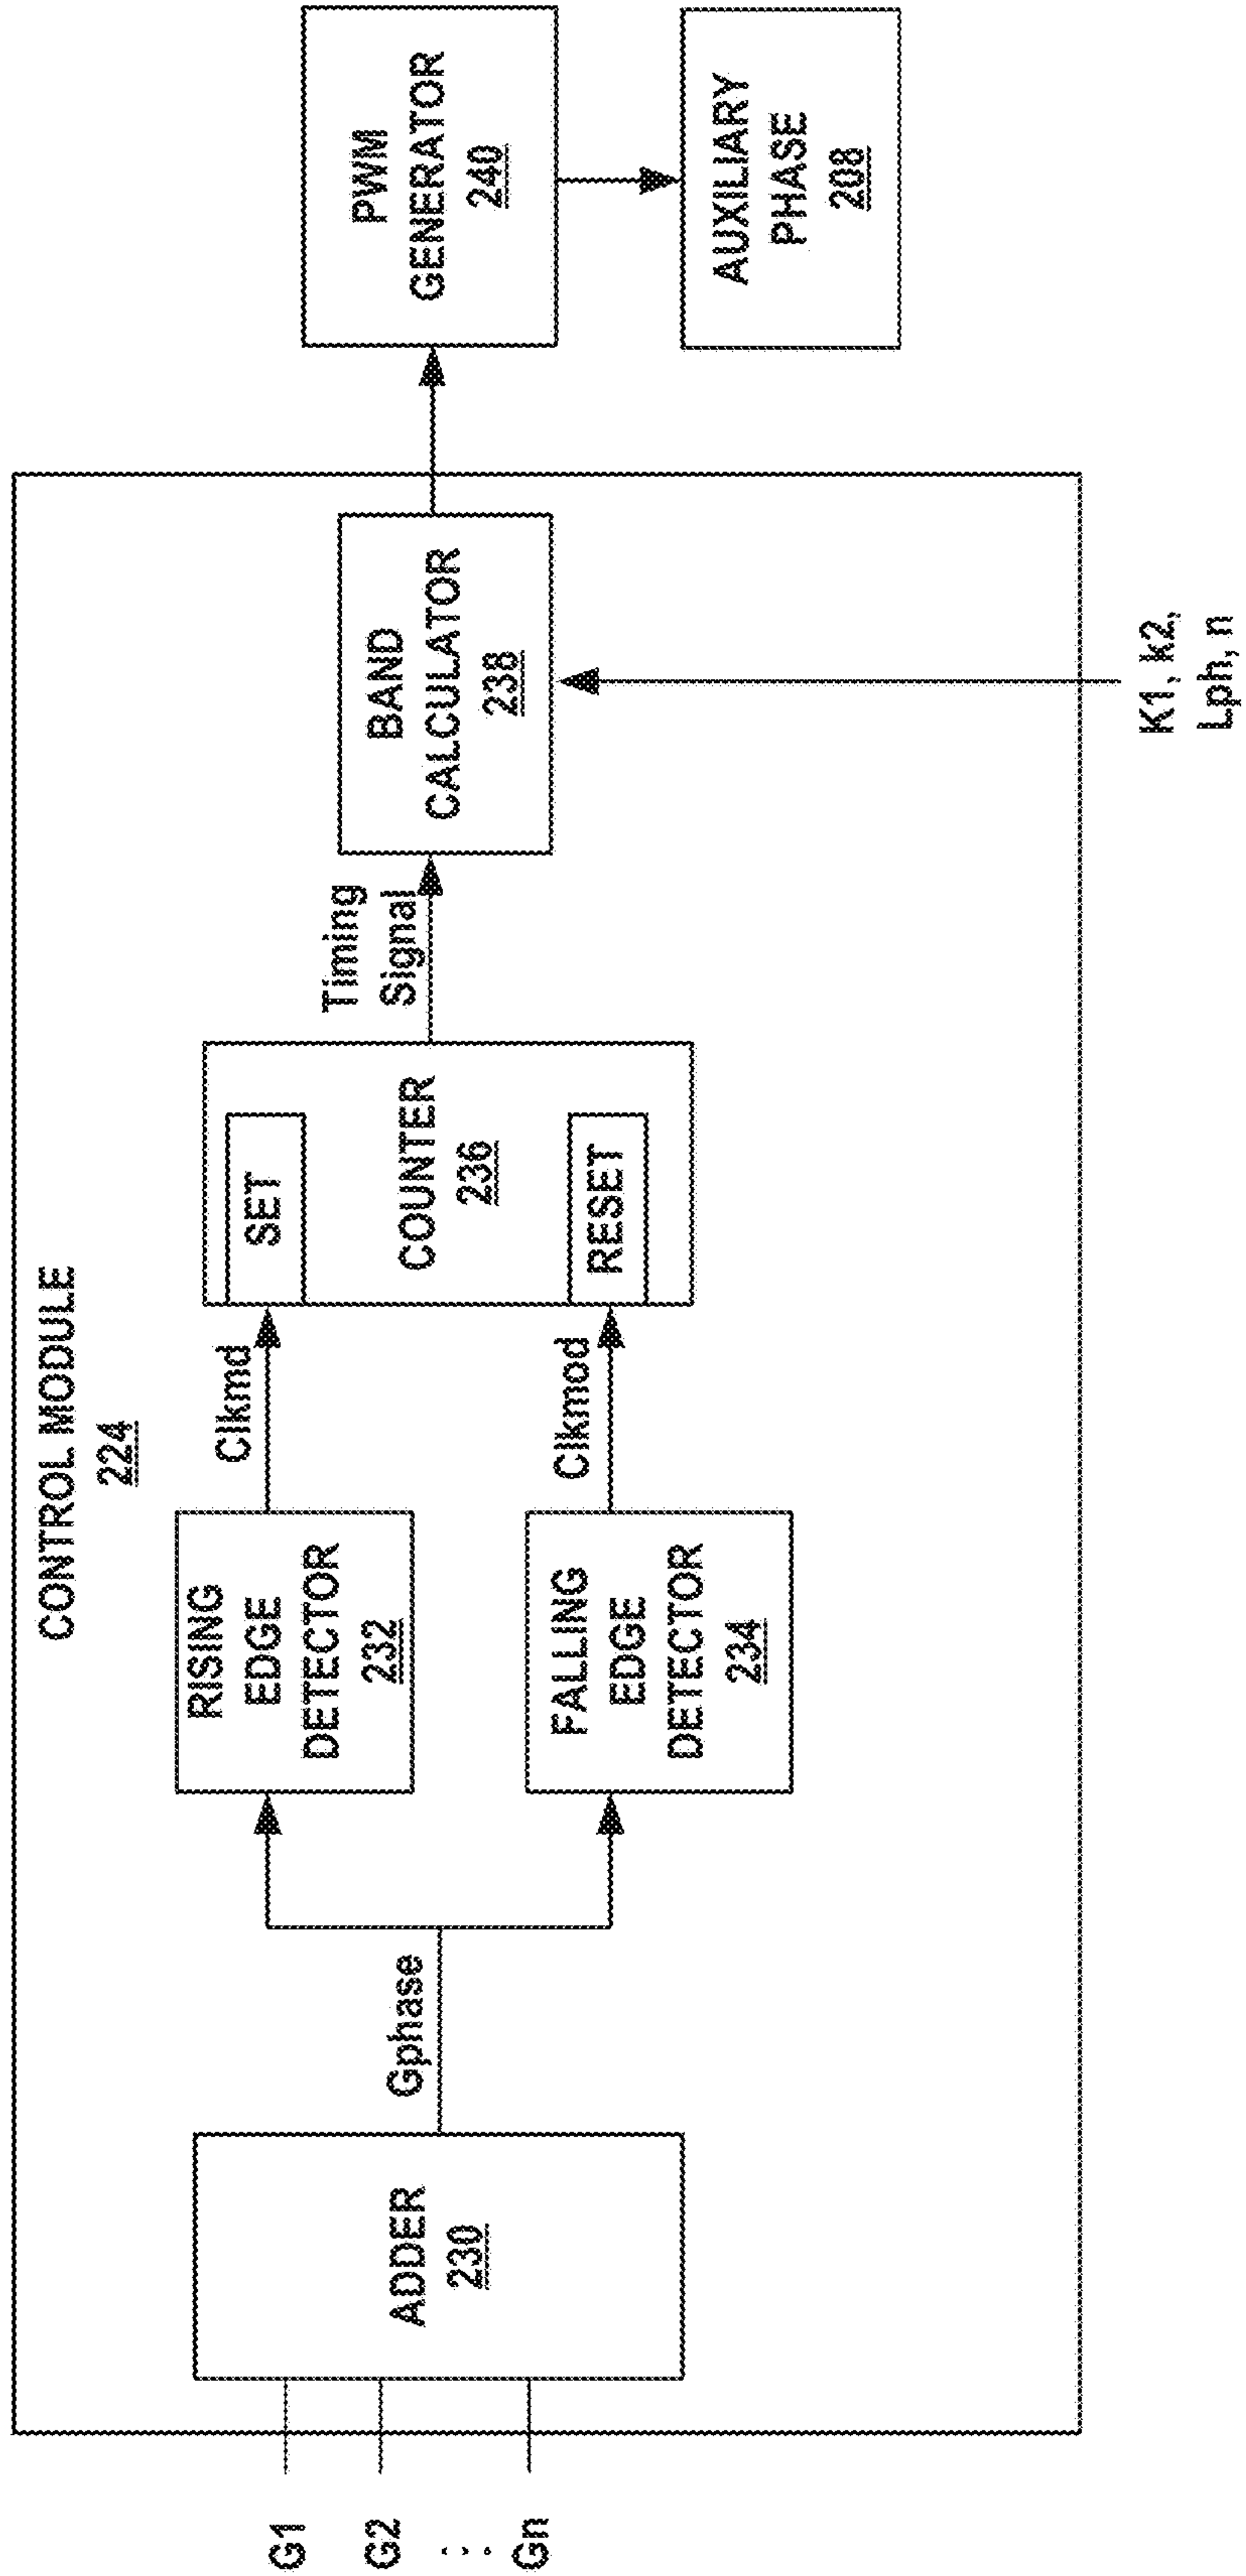 CONTROL MODULE
224
G1
G2
Gn
ADDER
230
Gphase
RISING
EDGE
DETECTOR
232
FALLING
EDGE
DETECTOR
234
Clkmd
Clkmod
SET
COUNTER
236
RESET
Timing
Signal
BAND
CALCULATOR
238
K1, k2,
Lph, n
PWM
GENERATOR
240
AUXILIARY
PHASE
208